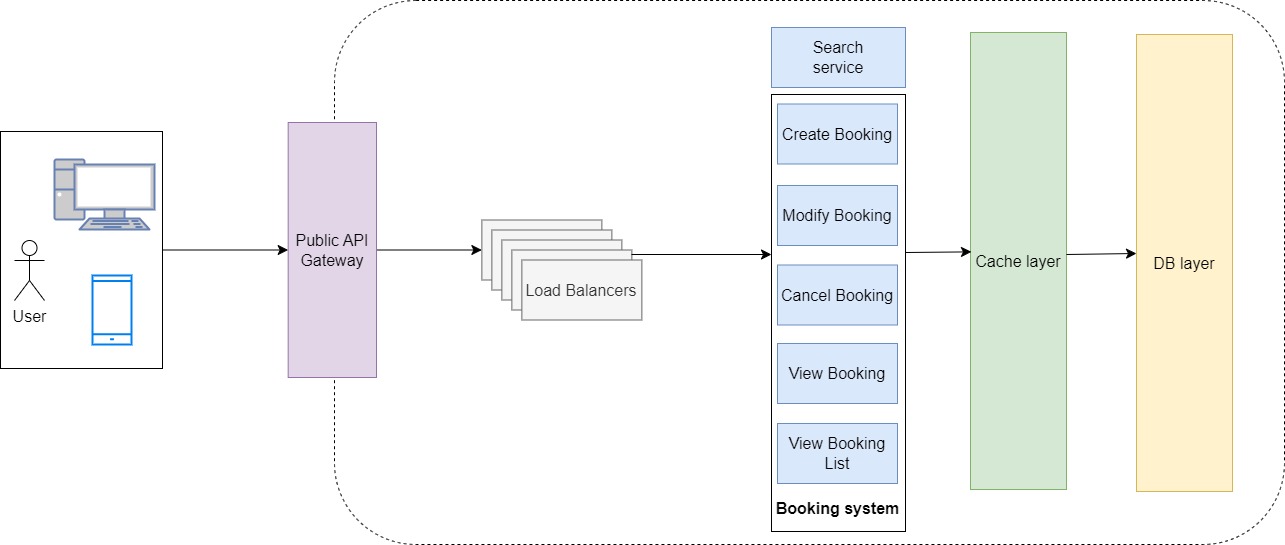 User
Public API
Gateway
Load Balancers
Search
service
Create Booking
Modify Booking
Cancel Booking
View Booking
View Booking
List
Booking system
Cache layer
DB layer